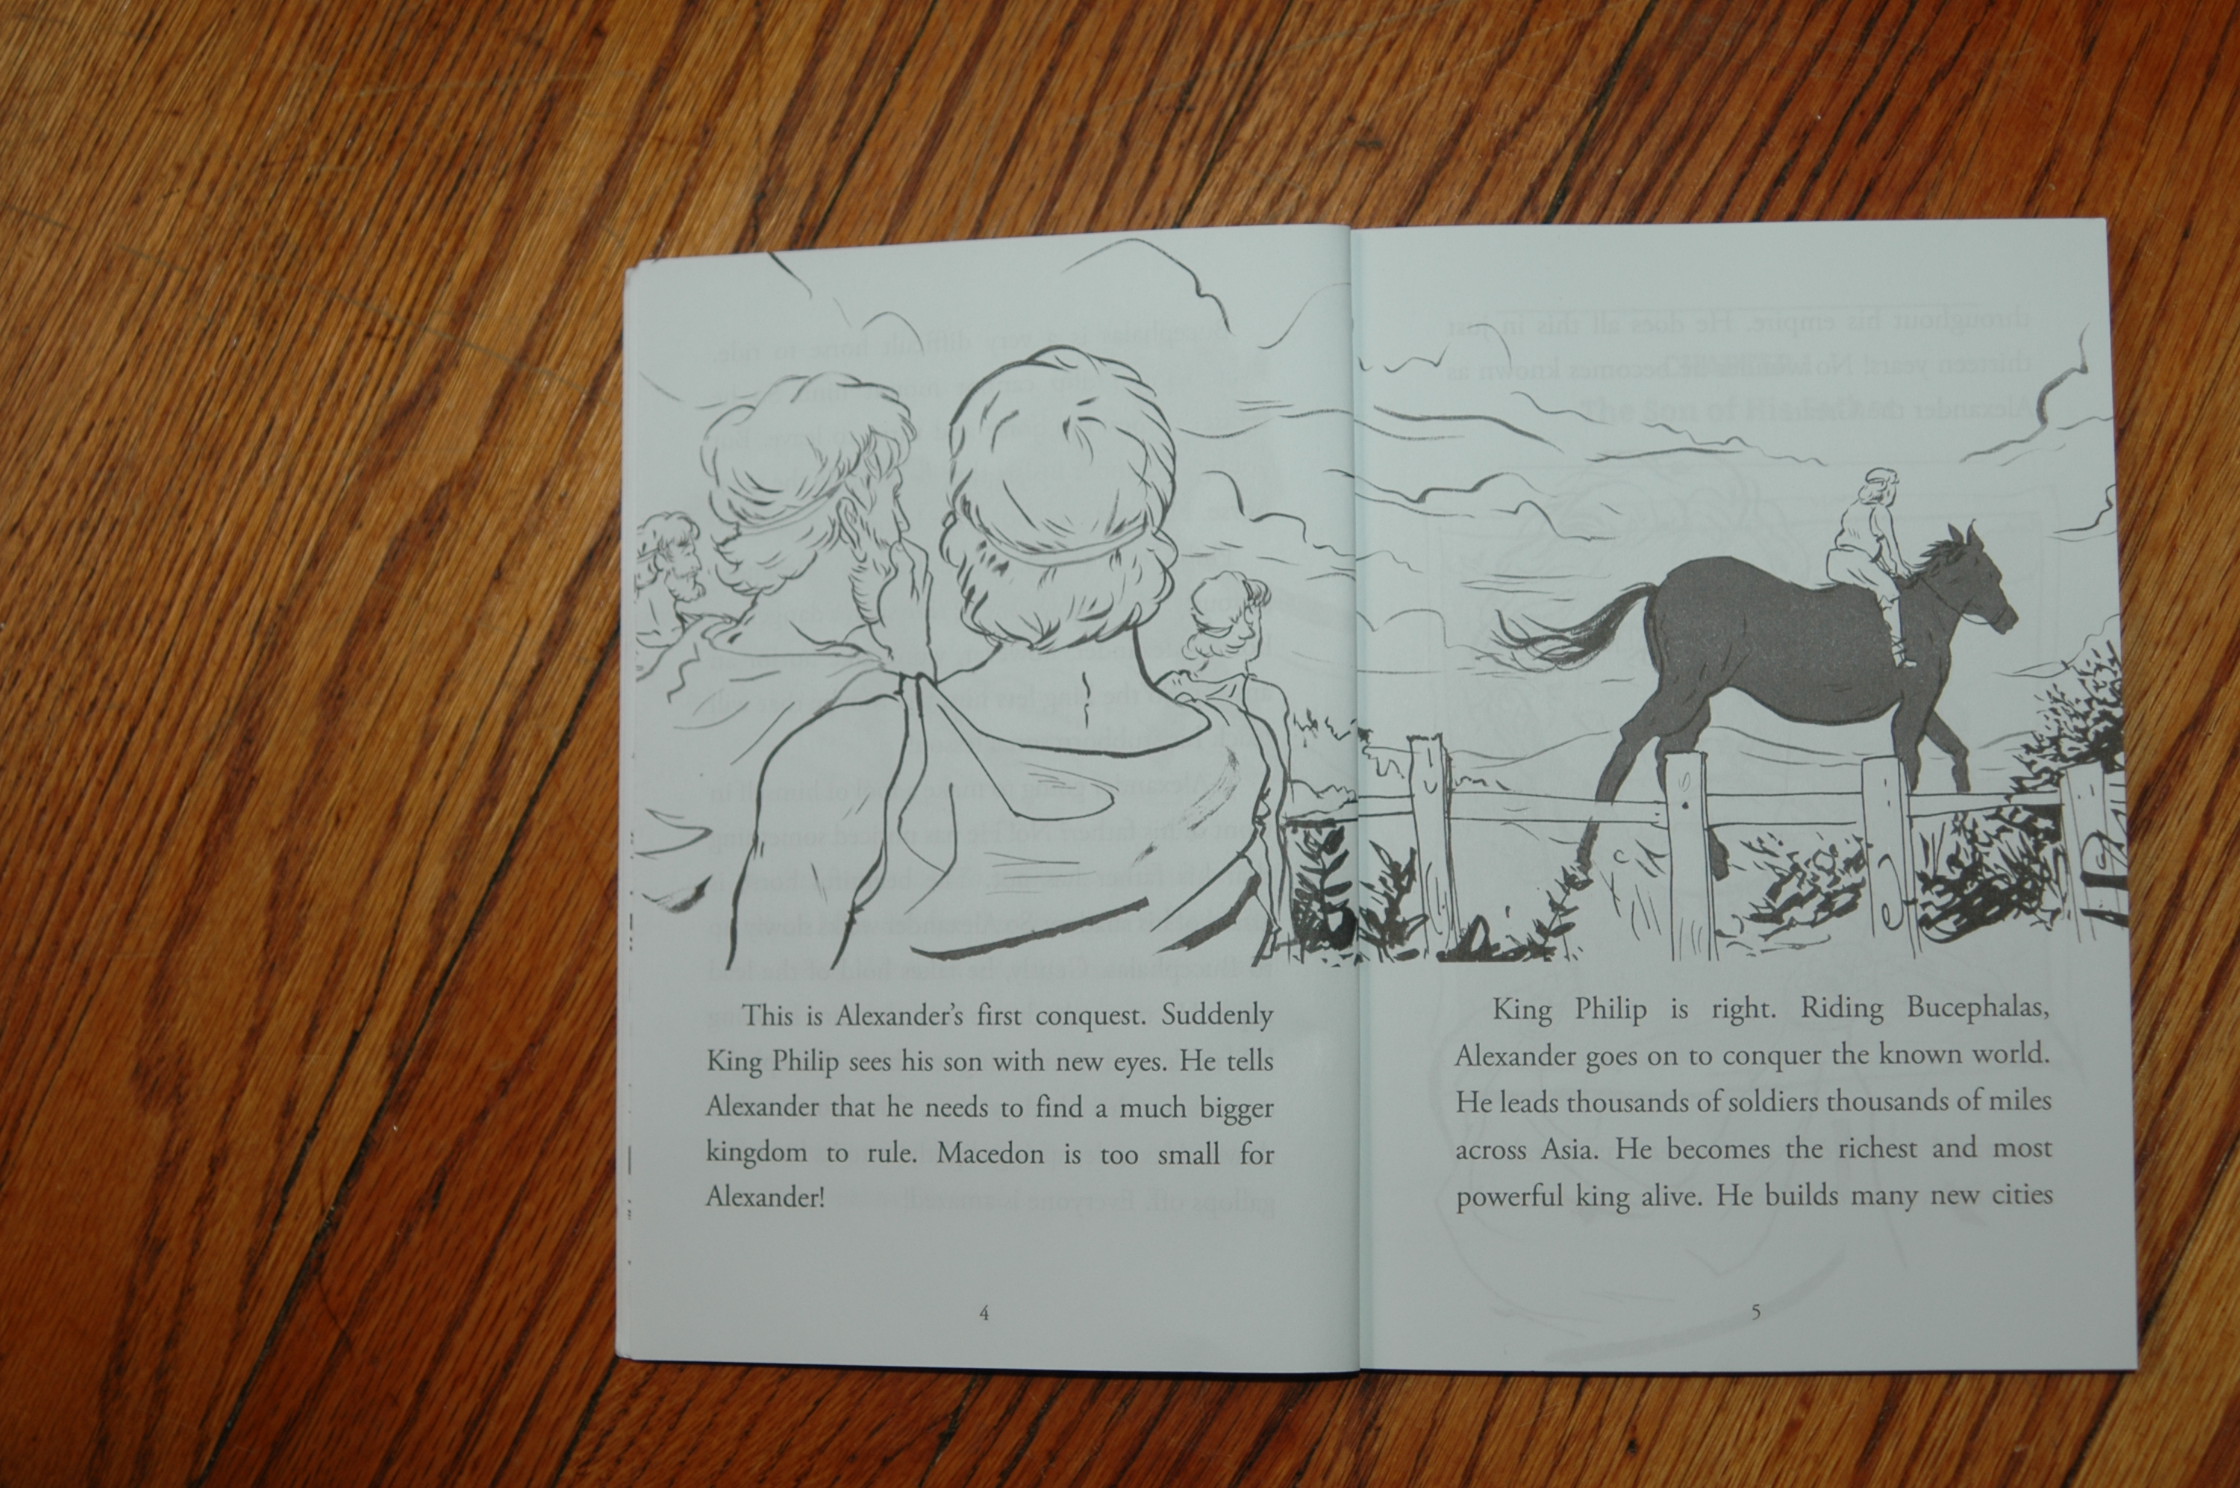 This is Alexander's first conquest. Suddenly
King Philip sees his son with new eyes. He tells
Alexander that he needs to find a much bigger
kingdom to rule. Macedon is too small for
Alexander!
4
King Philip is right. Riding Bucephalas,
Alexander goes on to conquer the known world.
He leads thousands of soldiers thousands of miles
across Asia. He becomes the richest and most
powerful king alive. He builds many new cities
5